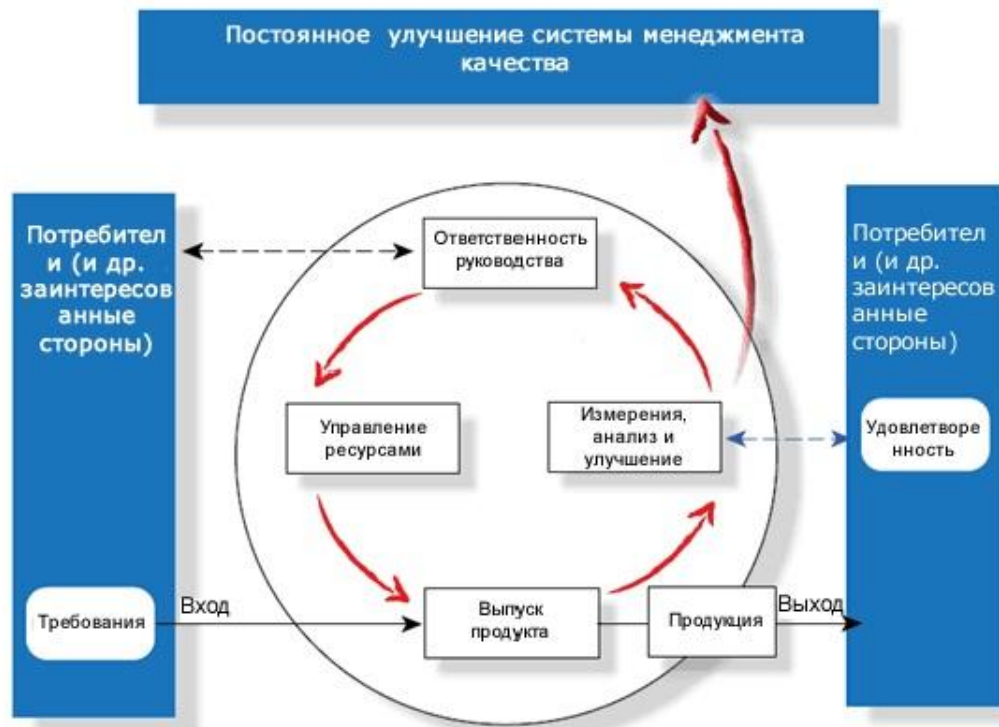 Постоянное улучшение системы менеджмента
качества
Потребител
и (и др.
заинтересов
анные
стороны)
Ответственность
руководства
Потребител
и (и др.
заинтересов
анные
стороны)
Управление
ресурсами
Измерения,
анализ и
улучшение
Удовлетворе
нность
Требования
Вход
Выпуск
продукта
Продукция
Выход